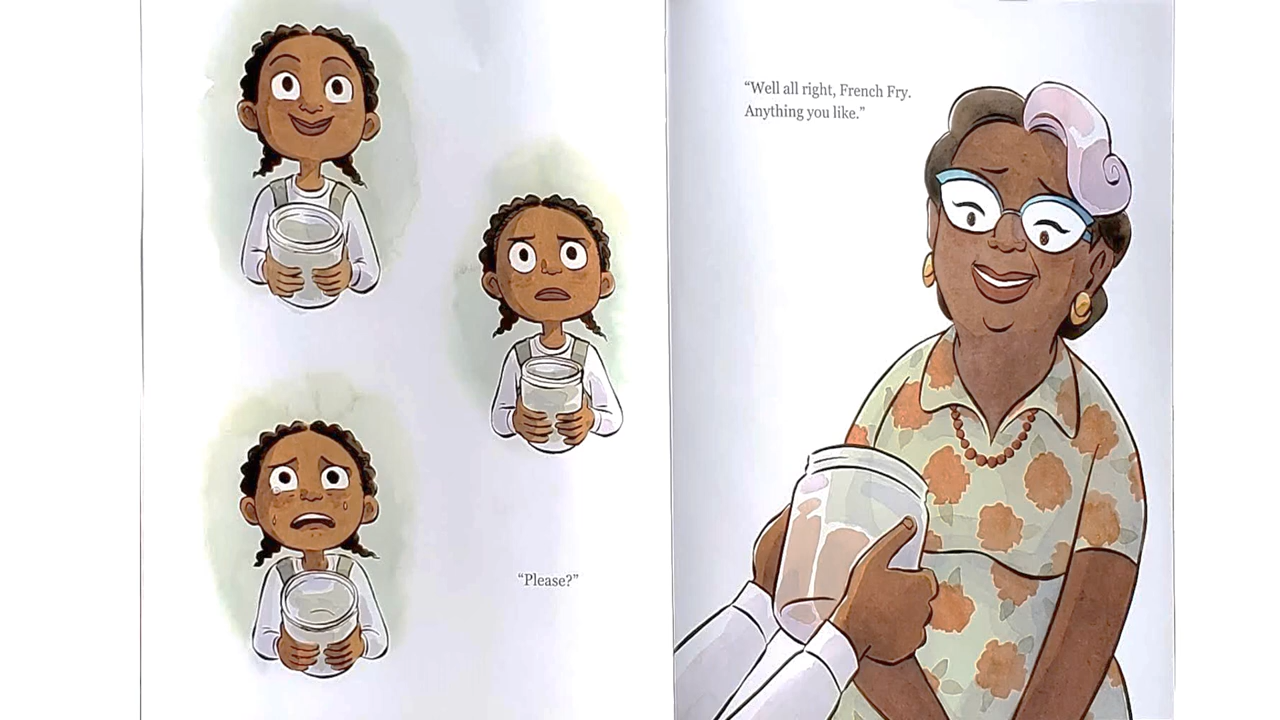 “Please?”
“Well all right, French Fry.
Anything you like.”